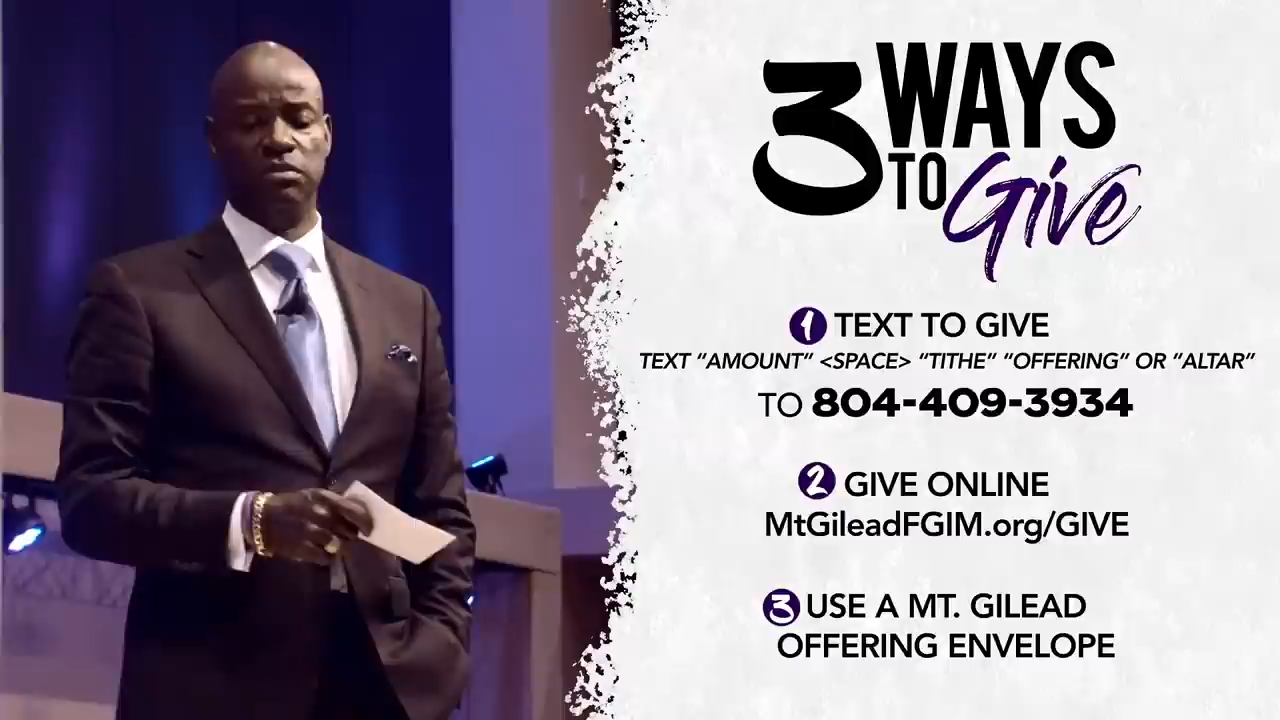 3 WAYS
TO Give
1 TEXT TO GIVE
TEXT “AMOUNT” <SPACE> “TITHE” “OFFERING” OR “ALTAR”
TO 804-409-3934
2 GIVE ONLINE
MtGileadFGIM.org/GIVE
3 USE A MT. GILEAD
OFFERING ENVELOPE